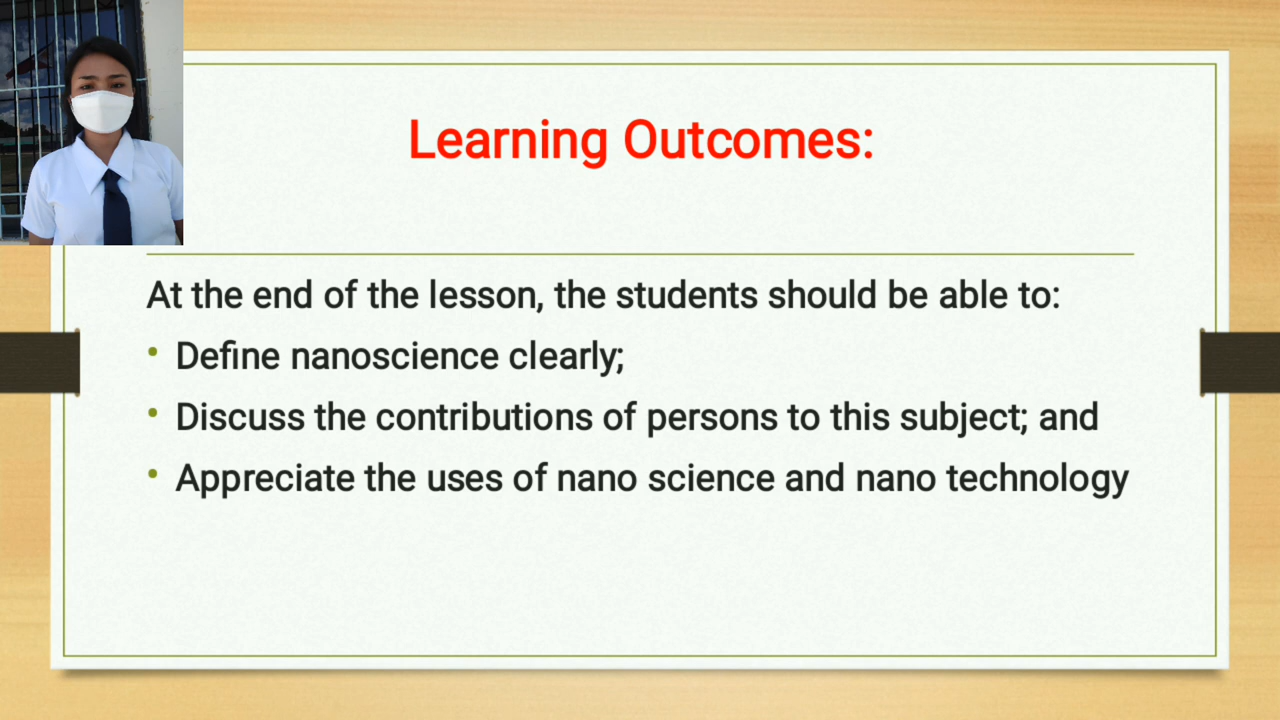 Learning Outcomes:
At the end of the lesson, the students should be able to:
• Define nanoscience clearly;
• Discuss the contributions of persons to this subject; and
• Appreciate the uses of nano science and nano technology